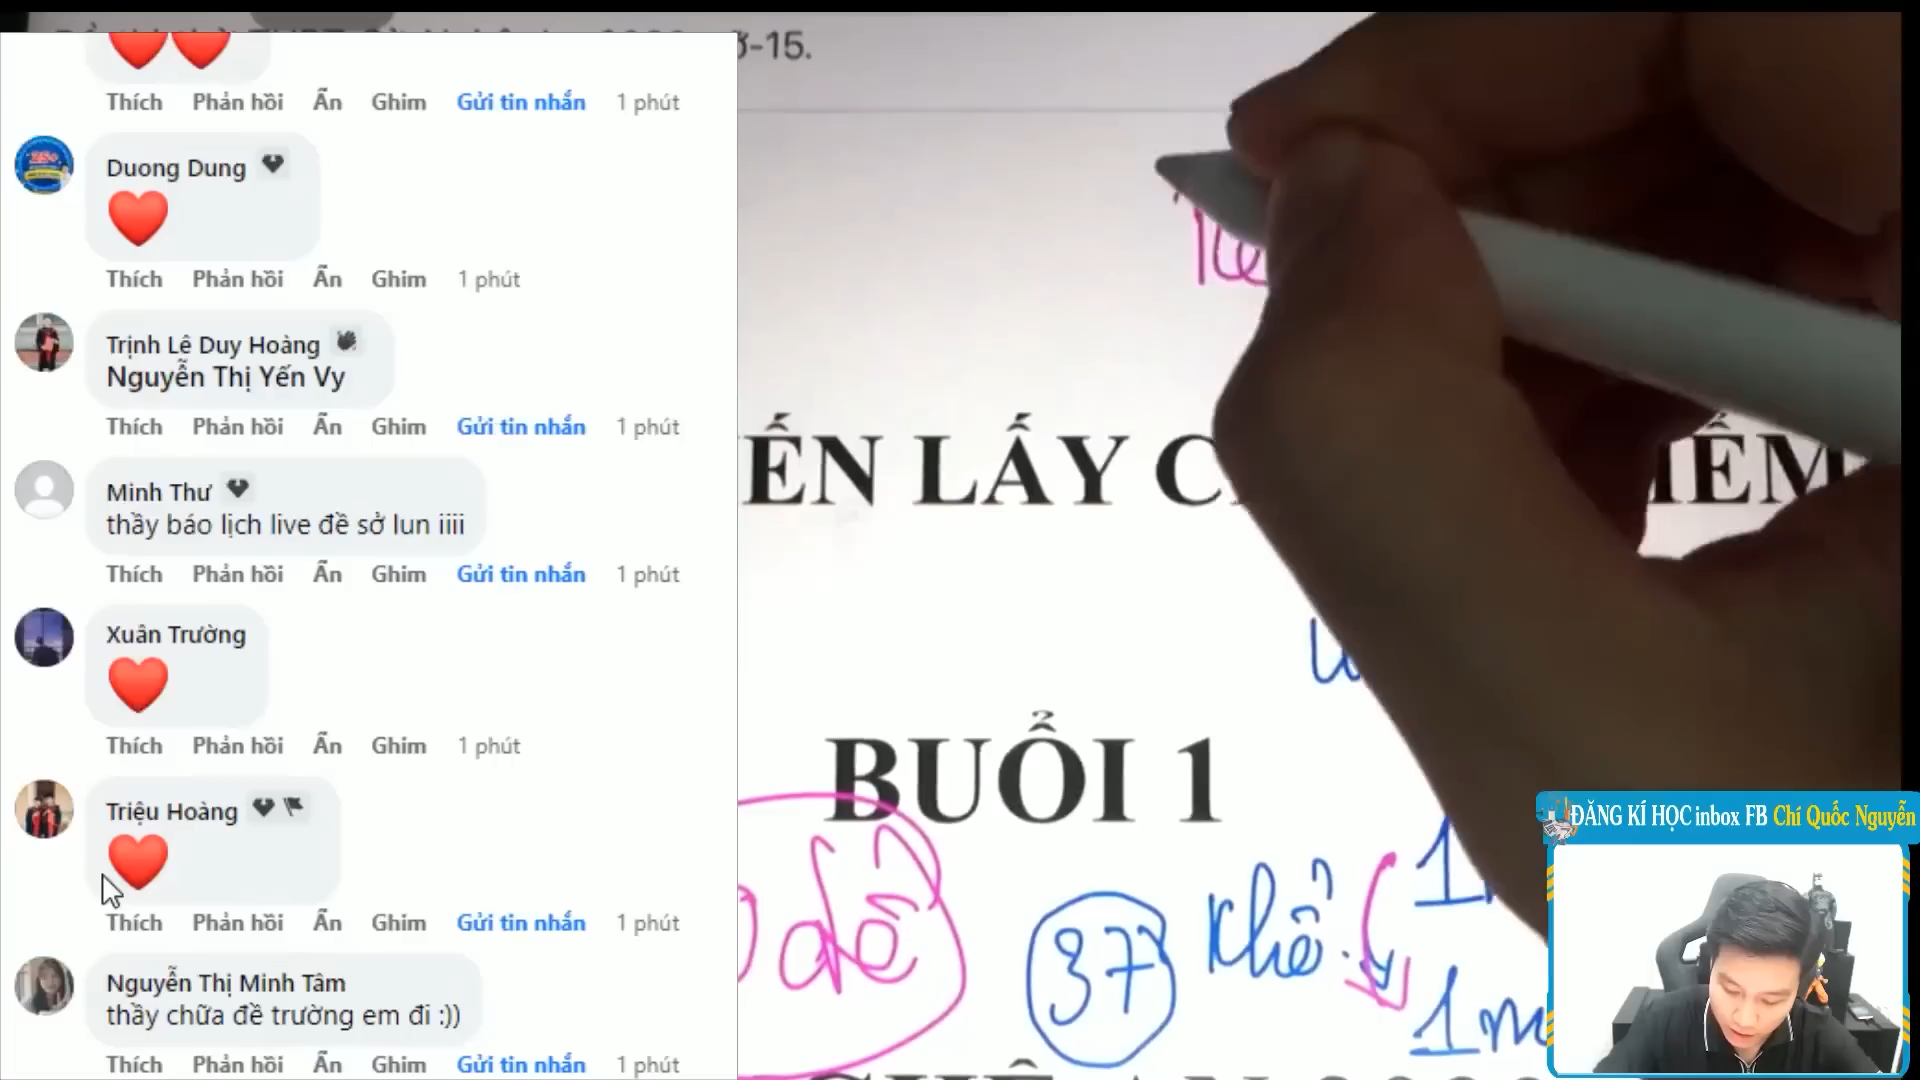 Thích Phản hồi Ẩn Ghim Gửi tin nhắn 1 phút
Duong Dung
Thích Phản hồi Ẩn Ghim 1 phút
Trịnh Lê Duy Hoàng
Nguyễn Thị Yến Vy
Thích Phản hồi Ẩn Ghim Gửi tin nhắn 1 phút
Minh Thư
thầy báo lịch live đề sở lun iiii
Thích Phản hồi Ẩn Ghim Gửi tin nhắn 1 phút
Xuân Trường
Thích Phản hồi Ẩn Ghim 1 phút
Triệu Hoàng
Thích Phản hồi Ẩn Ghim Gửi tin nhắn 1 phút
Nguyễn Thị Minh Tâm
thầy chữa đề trường em đi :))
Thích Phản hồi Ẩn Ghim Gửi tin nhắn 1 phút
-15.
ẾN LẤY C
IỂM
BUỔI 1
đề 37 khổ
ĐĂNG KÍ HỌC inbox FB Chí Quốc Nguyễn